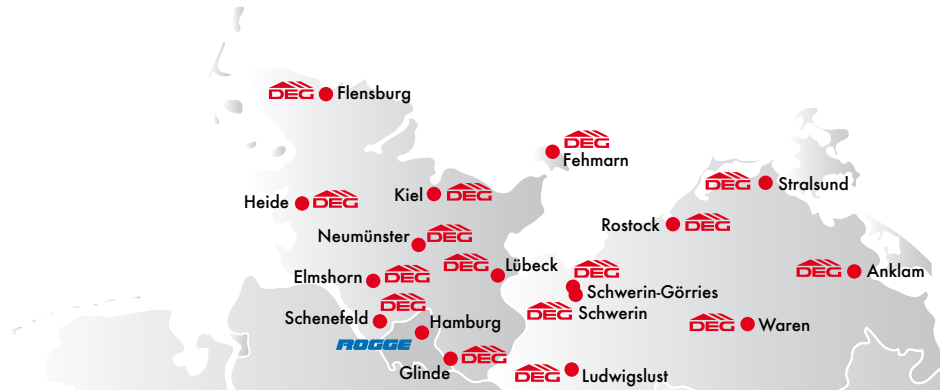 DEG Flensburg
DEG
Fehmarn
DEG Stralsund
Heide DEG
Kiel DEG
Rostock DEG
Neumünster DEG
DEG Lübeck
DEG
DEG Anklam
Elmshorn DEG
Schwerin-Görries
DEG Schwerin
DEG
Schenefeld
Hamburg
DEG Waren
ROGGE
Glinde DEG
DEG Ludwigslust